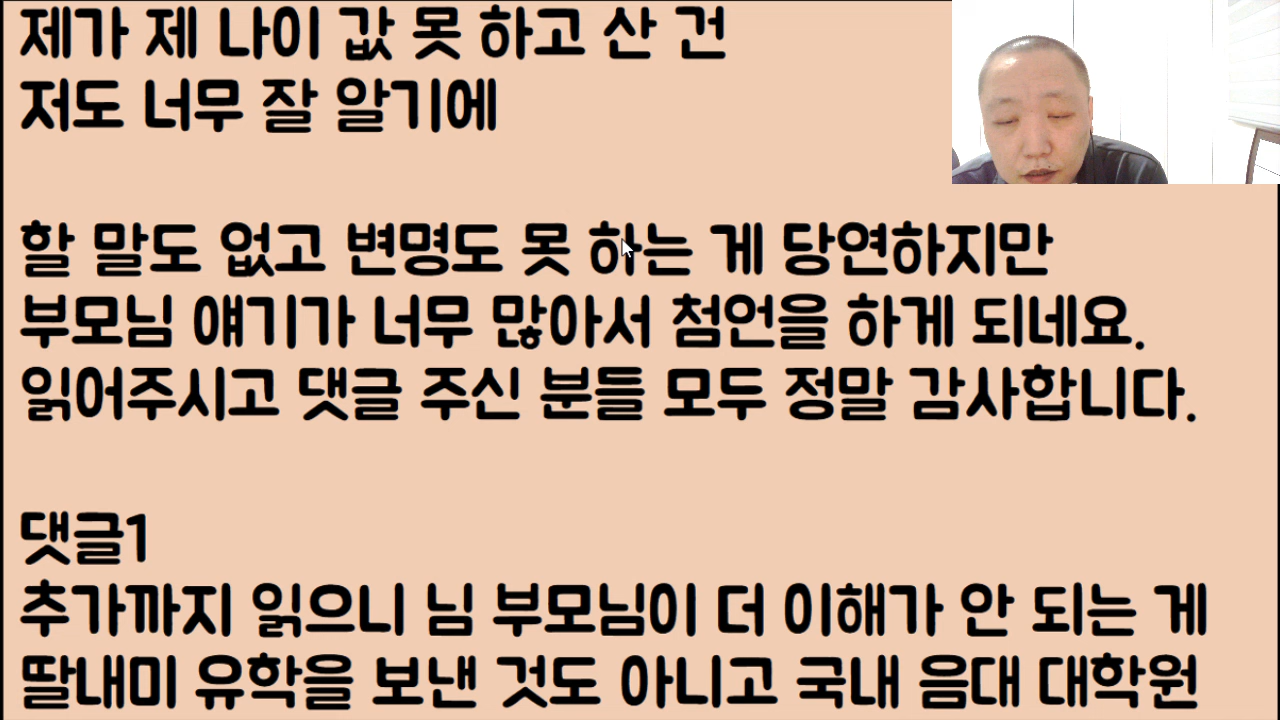 제가 제 나이 값 못 하고 산 건
저도 너무 잘 알기에
할 말도 없고 변명도 못 하는 게 당연하지만
부모님 얘기가 너무 많아서 첨언을 하게 되네요.
읽어주시고 댓글 주신 분들 모두 정말 감사합니다.
댓글1
추가까지 읽으니 님 부모님이 더 이해가 안 되는 게
딸내미 유학을 보낸 것도 아니고 국내 음대 대학원